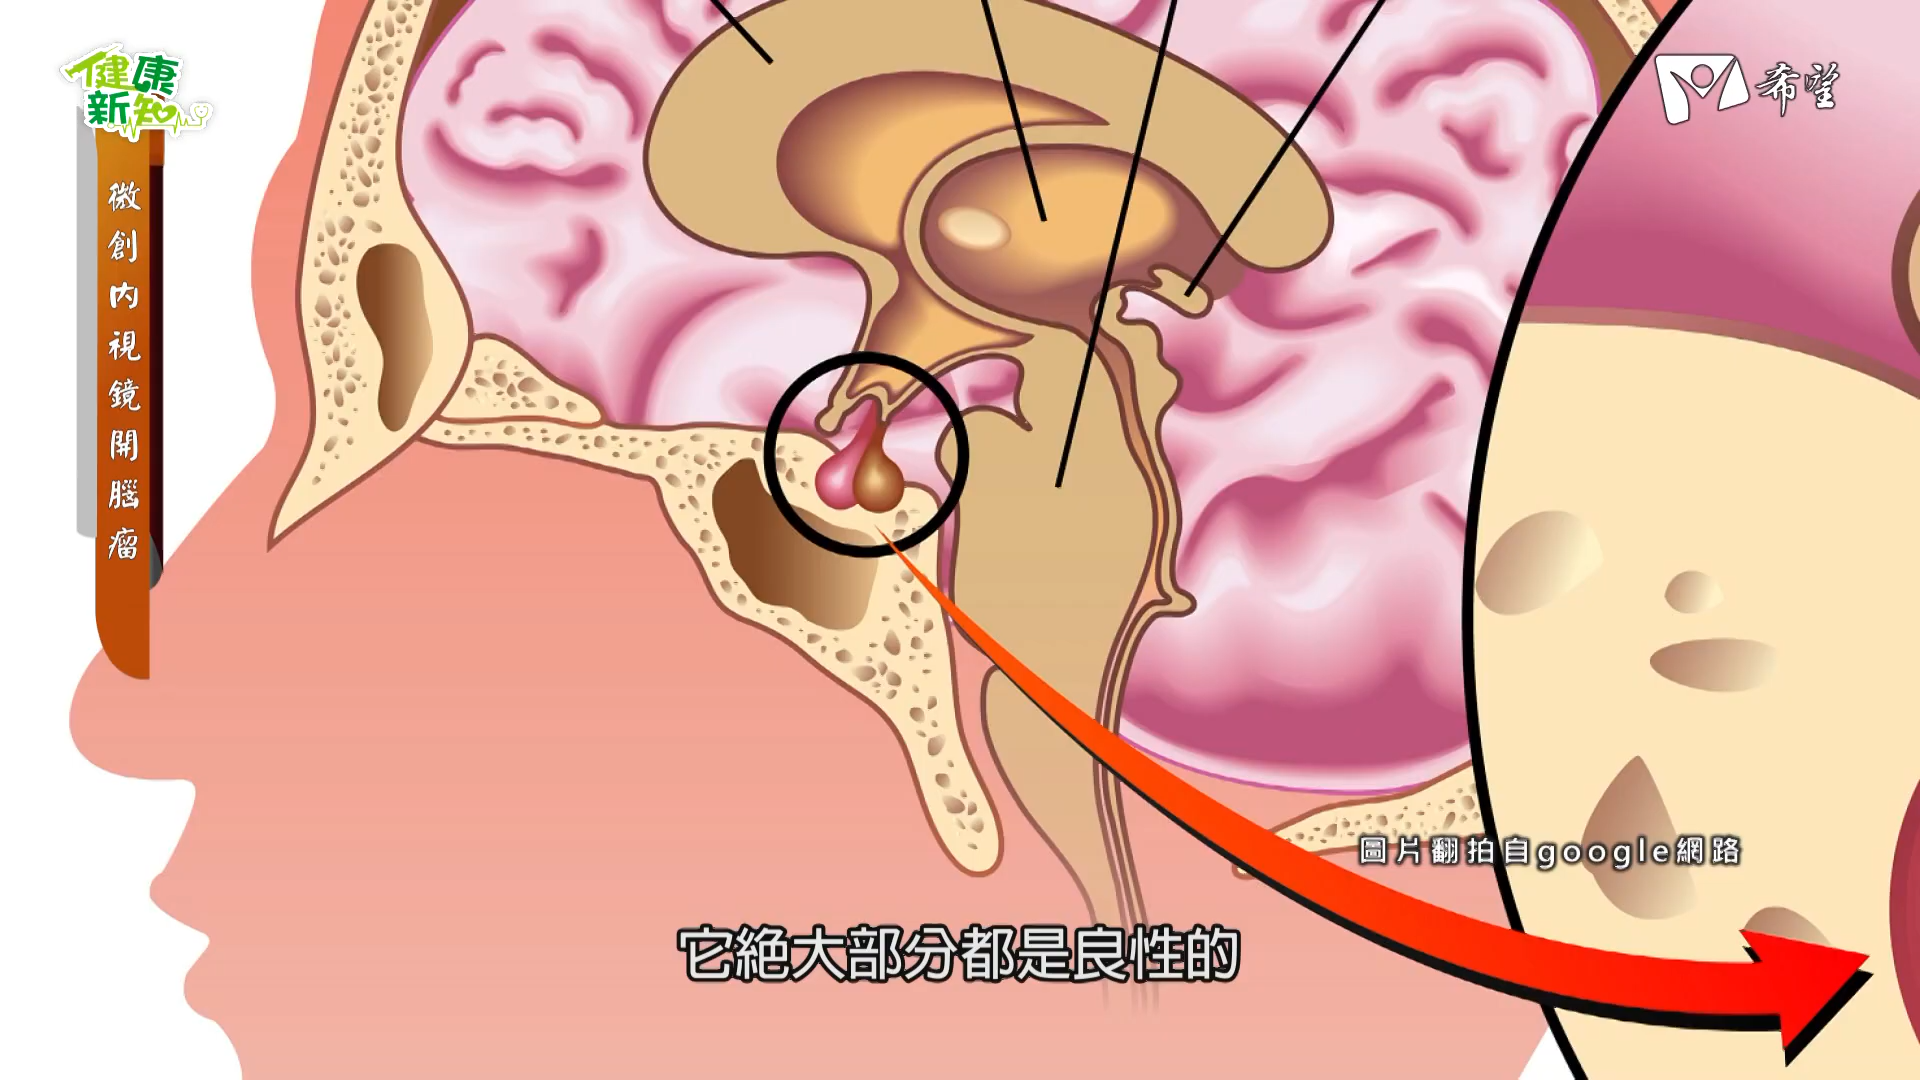 健康
新知
希望
微創内視鏡開腦瘤
圖片翻拍自google網路
它絕大部分都是良性的